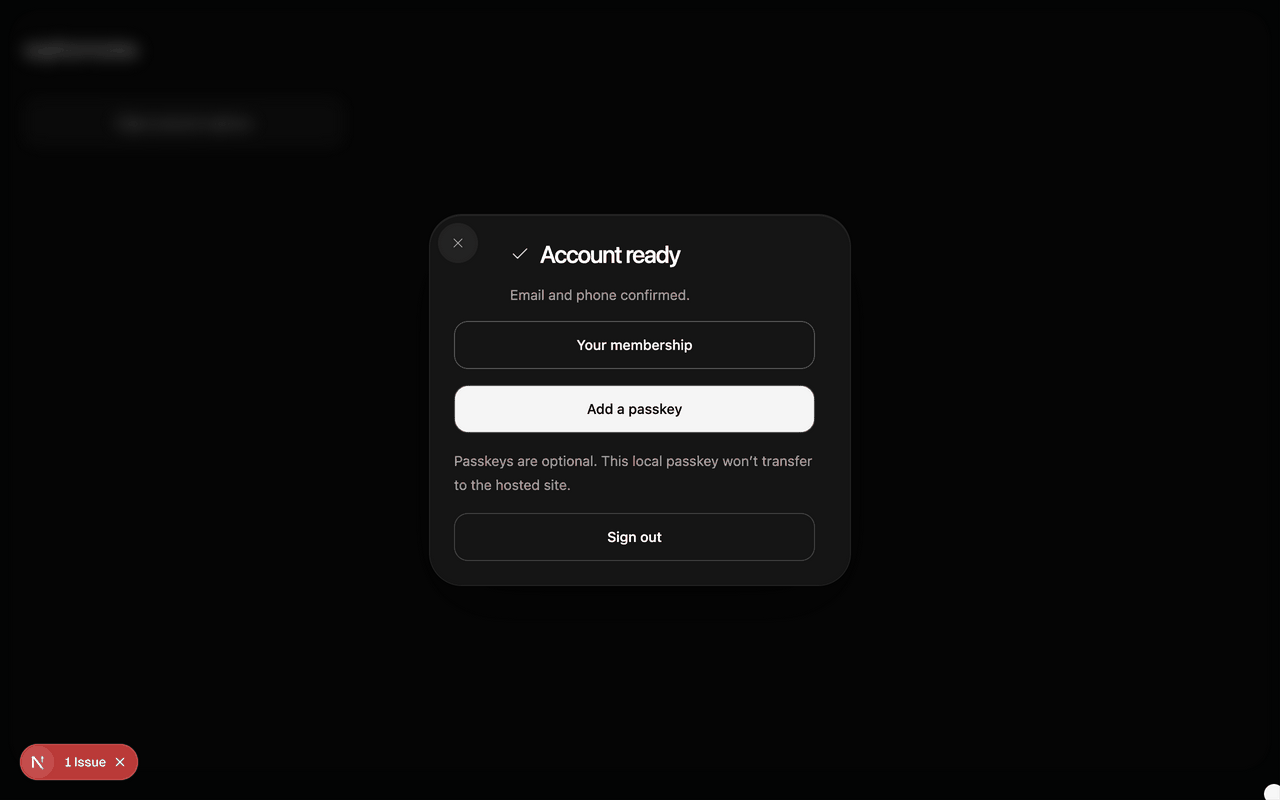 Account ready
Email and phone confirmed.
Your membership
Add a passkey
Passkeys are optional. This local passkey won’t transfer
to the hosted site.
Sign out
N
1 Issue